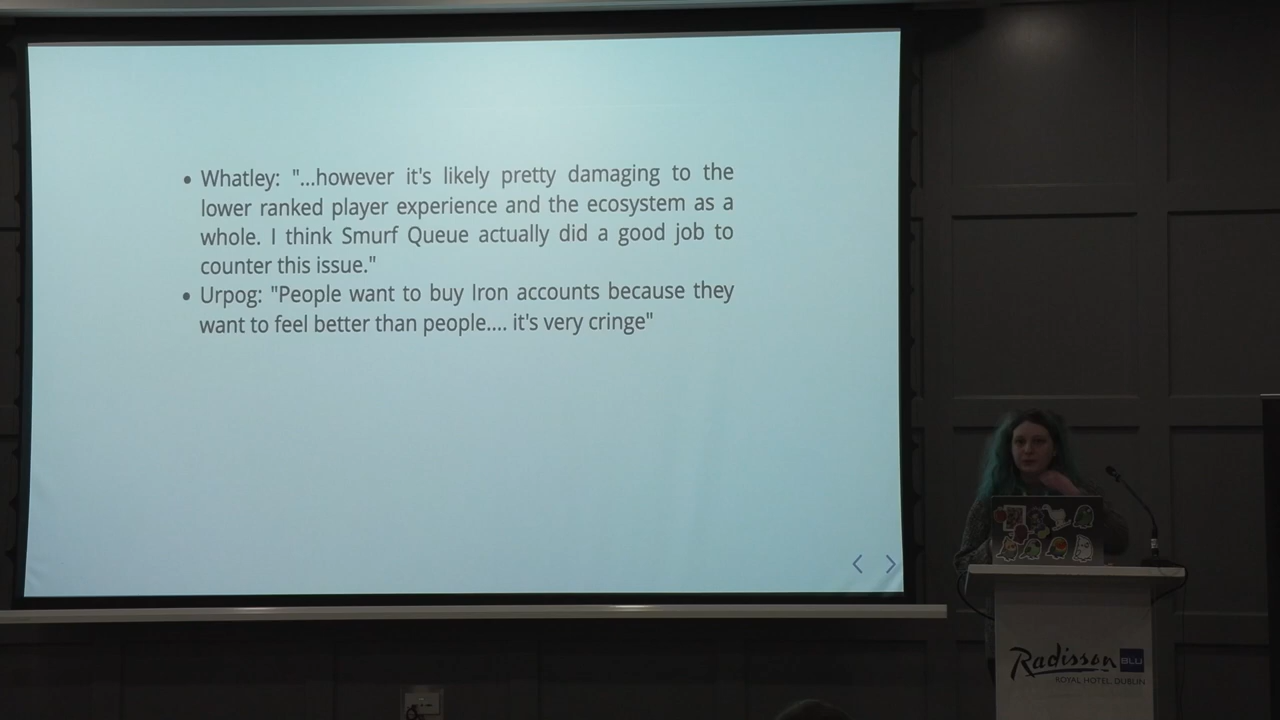 • Whatley: "...however it's likely pretty damaging to the
lower ranked player experience and the ecosystem as a
whole. I think Smurf Queue actually did a good job to
counter this issue."
• Urpog: "People want to buy Iron accounts because they
want to feel better than people.... it's very cringe"
Radisson BLU
ROYAL HOTEL, DUBLIN